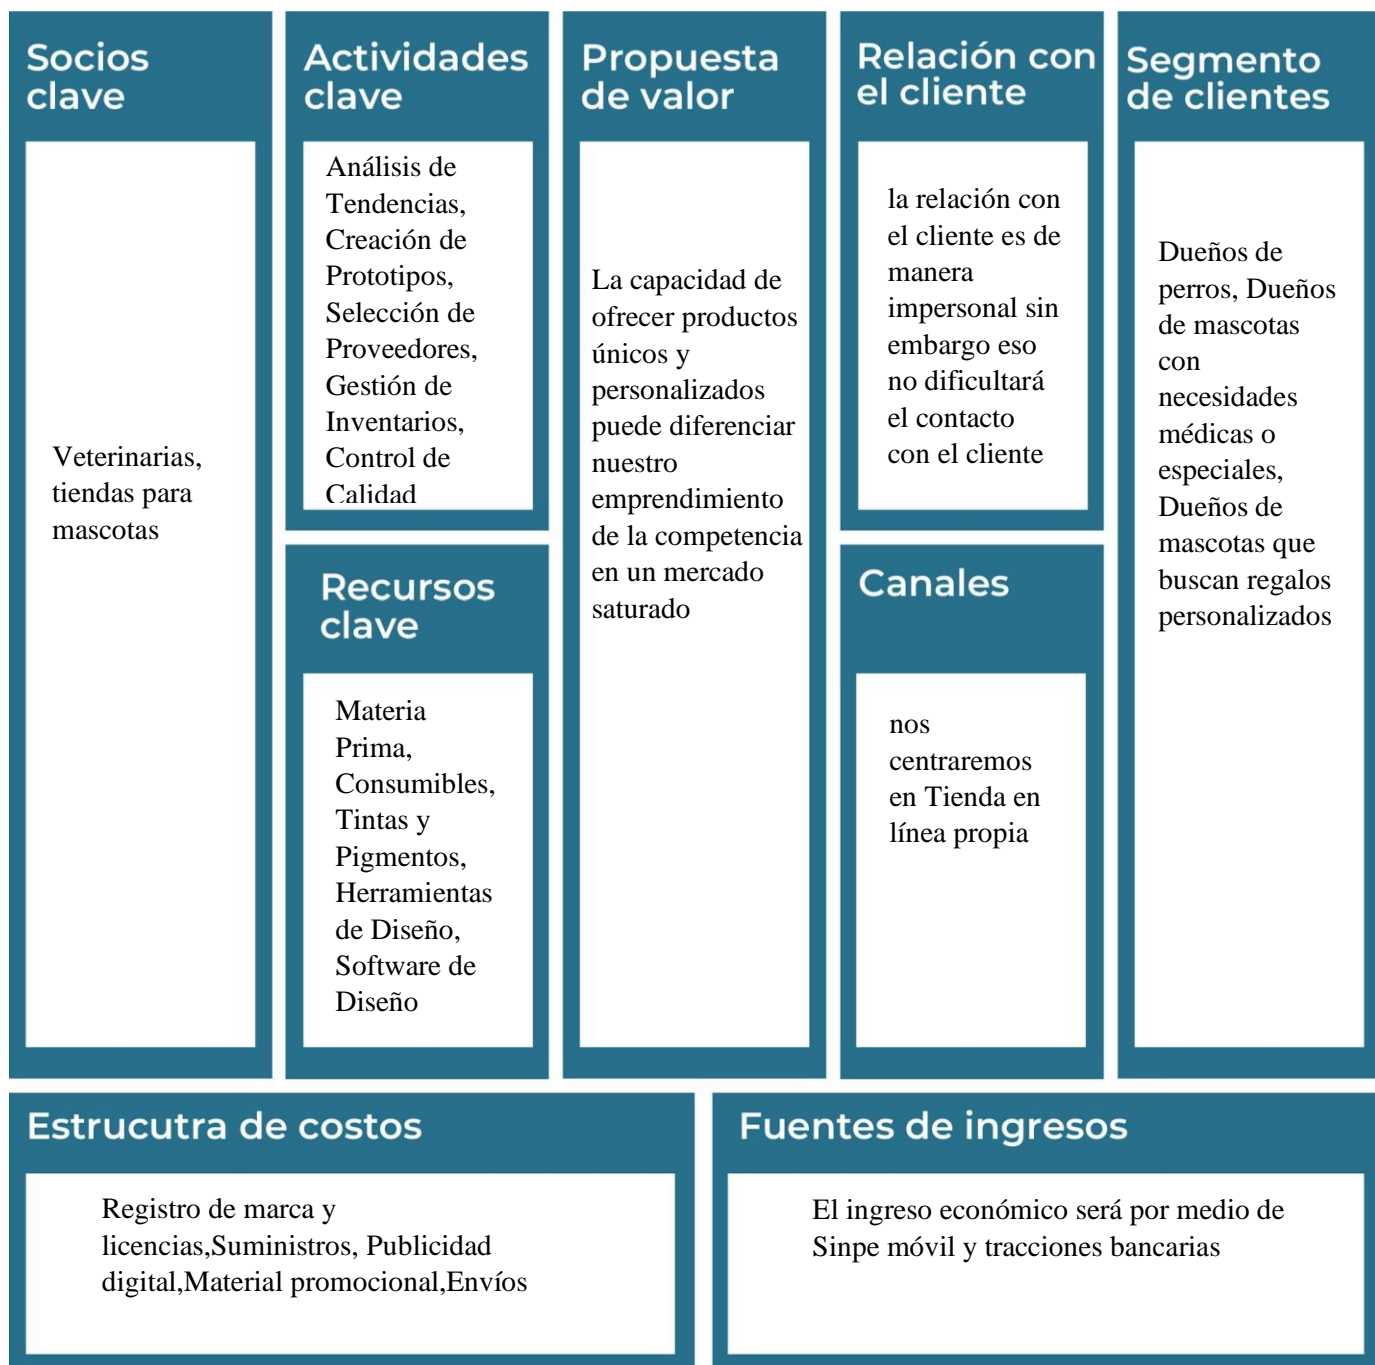 Socios
clave
Veterinarias,
tiendas para
mascotas
Actividades
clave
Análisis de
Tendencias,
Creación de
Prototipos,
Selección de
Proveedores,
Gestión de
Inventarios,
Control de
Calidad
Recursos
clave
Materia
Prima,
Consumibles,
Tintas y
Pigmentos,
Herramientas
de Diseño,
Software de
Diseño
Propuesta
de valor
La capacidad de
ofrecer productos
únicos y
personalizados
puede diferenciar
nuestro
emprendimiento
de la competencia
en un mercado
saturado
Relación con
el cliente
la relación con
el cliente es de
manera
impersonal sin
embargo eso
no dificultará
el contacto
con el cliente
Canales
nos
centraremos
en Tienda en
línea propia
Segmento
de clientes
Dueños de
perros, Dueños
de mascotas
con
necesidades
médicas o
especiales,
Dueños de
mascotas que
buscan regalos
personalizados
Estrucutra de costos
Registro de marca y
licencias,Suministros, Publicidad
digital,Material promocional,Envíos
Fuentes de ingresos
El ingreso económico será por medio de
Sinpe móvil y tracciones bancarias